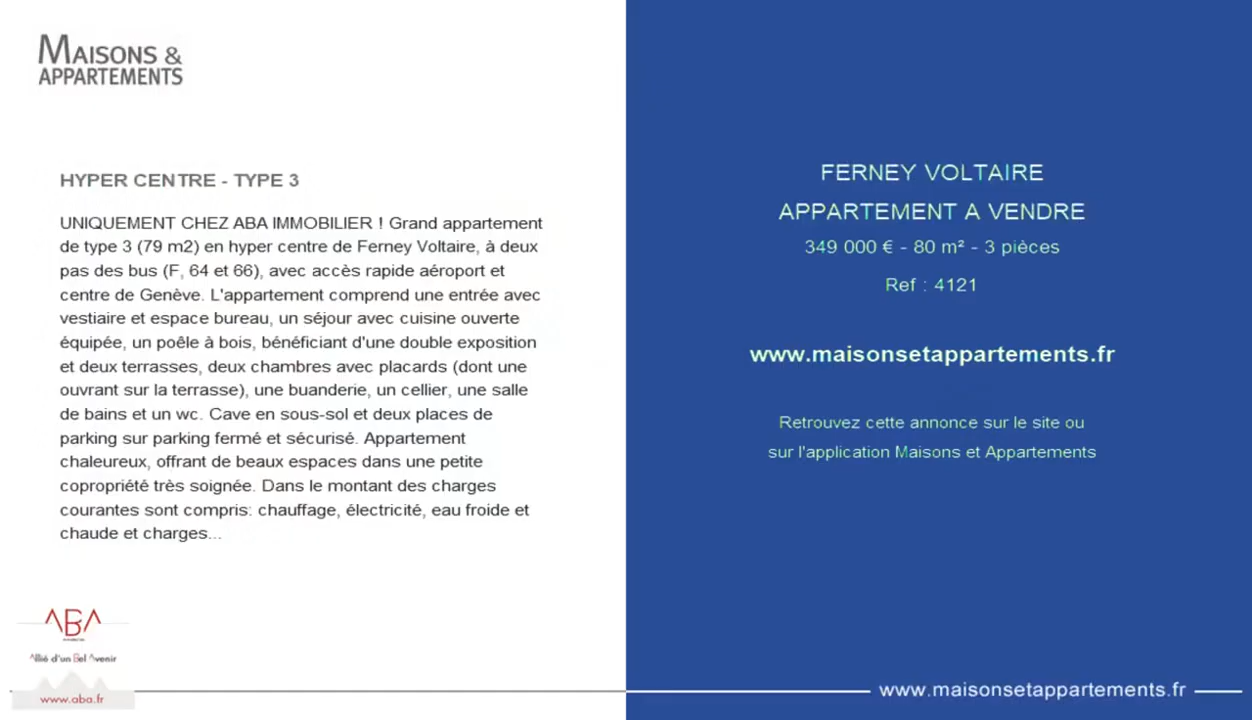 MAISONS &
APPARTEMENTS
HYPER CENTRE - TYPE 3
UNIQUEMENT CHEZ ABA IMMOBILIER ! Grand appartement
de type 3 (79 m2) en hyper centre de Ferney Voltaire, à deux
pas des bus (F, 64 et 66), avec accès rapide aéroport et
centre de Genève. L'appartement comprend une entrée avec
vestiaire et espace bureau, un séjour avec cuisine ouverte
équipée, un poêle à bois, bénéficiant d'une double exposition
et deux terrasses, deux chambres avec placards (dont une
ouvrant sur la terrasse), une buanderie, un cellier, une salle
de bains et un wc. Cave en sous-sol et deux places de
parking sur parking fermé et sécurisé. Appartement
chaleureux, offrant de beaux espaces dans une petite
copropriété très soignée. Dans le montant des charges
courantes sont compris: chauffage, électricité, eau froide et
chaude et charges...
ABA
Allié d'un Bel Avenir
www.aba.fr
FERNEY VOLTAIRE
APPARTEMENT A VENDRE
349 000 € - 80 m² - 3 pièces
Ref : 4121
www.maisonsetappartements.fr
Retrouvez cette annonce sur le site ou
sur l'application Maisons et Appartements
www.maisonsetappartements.fr